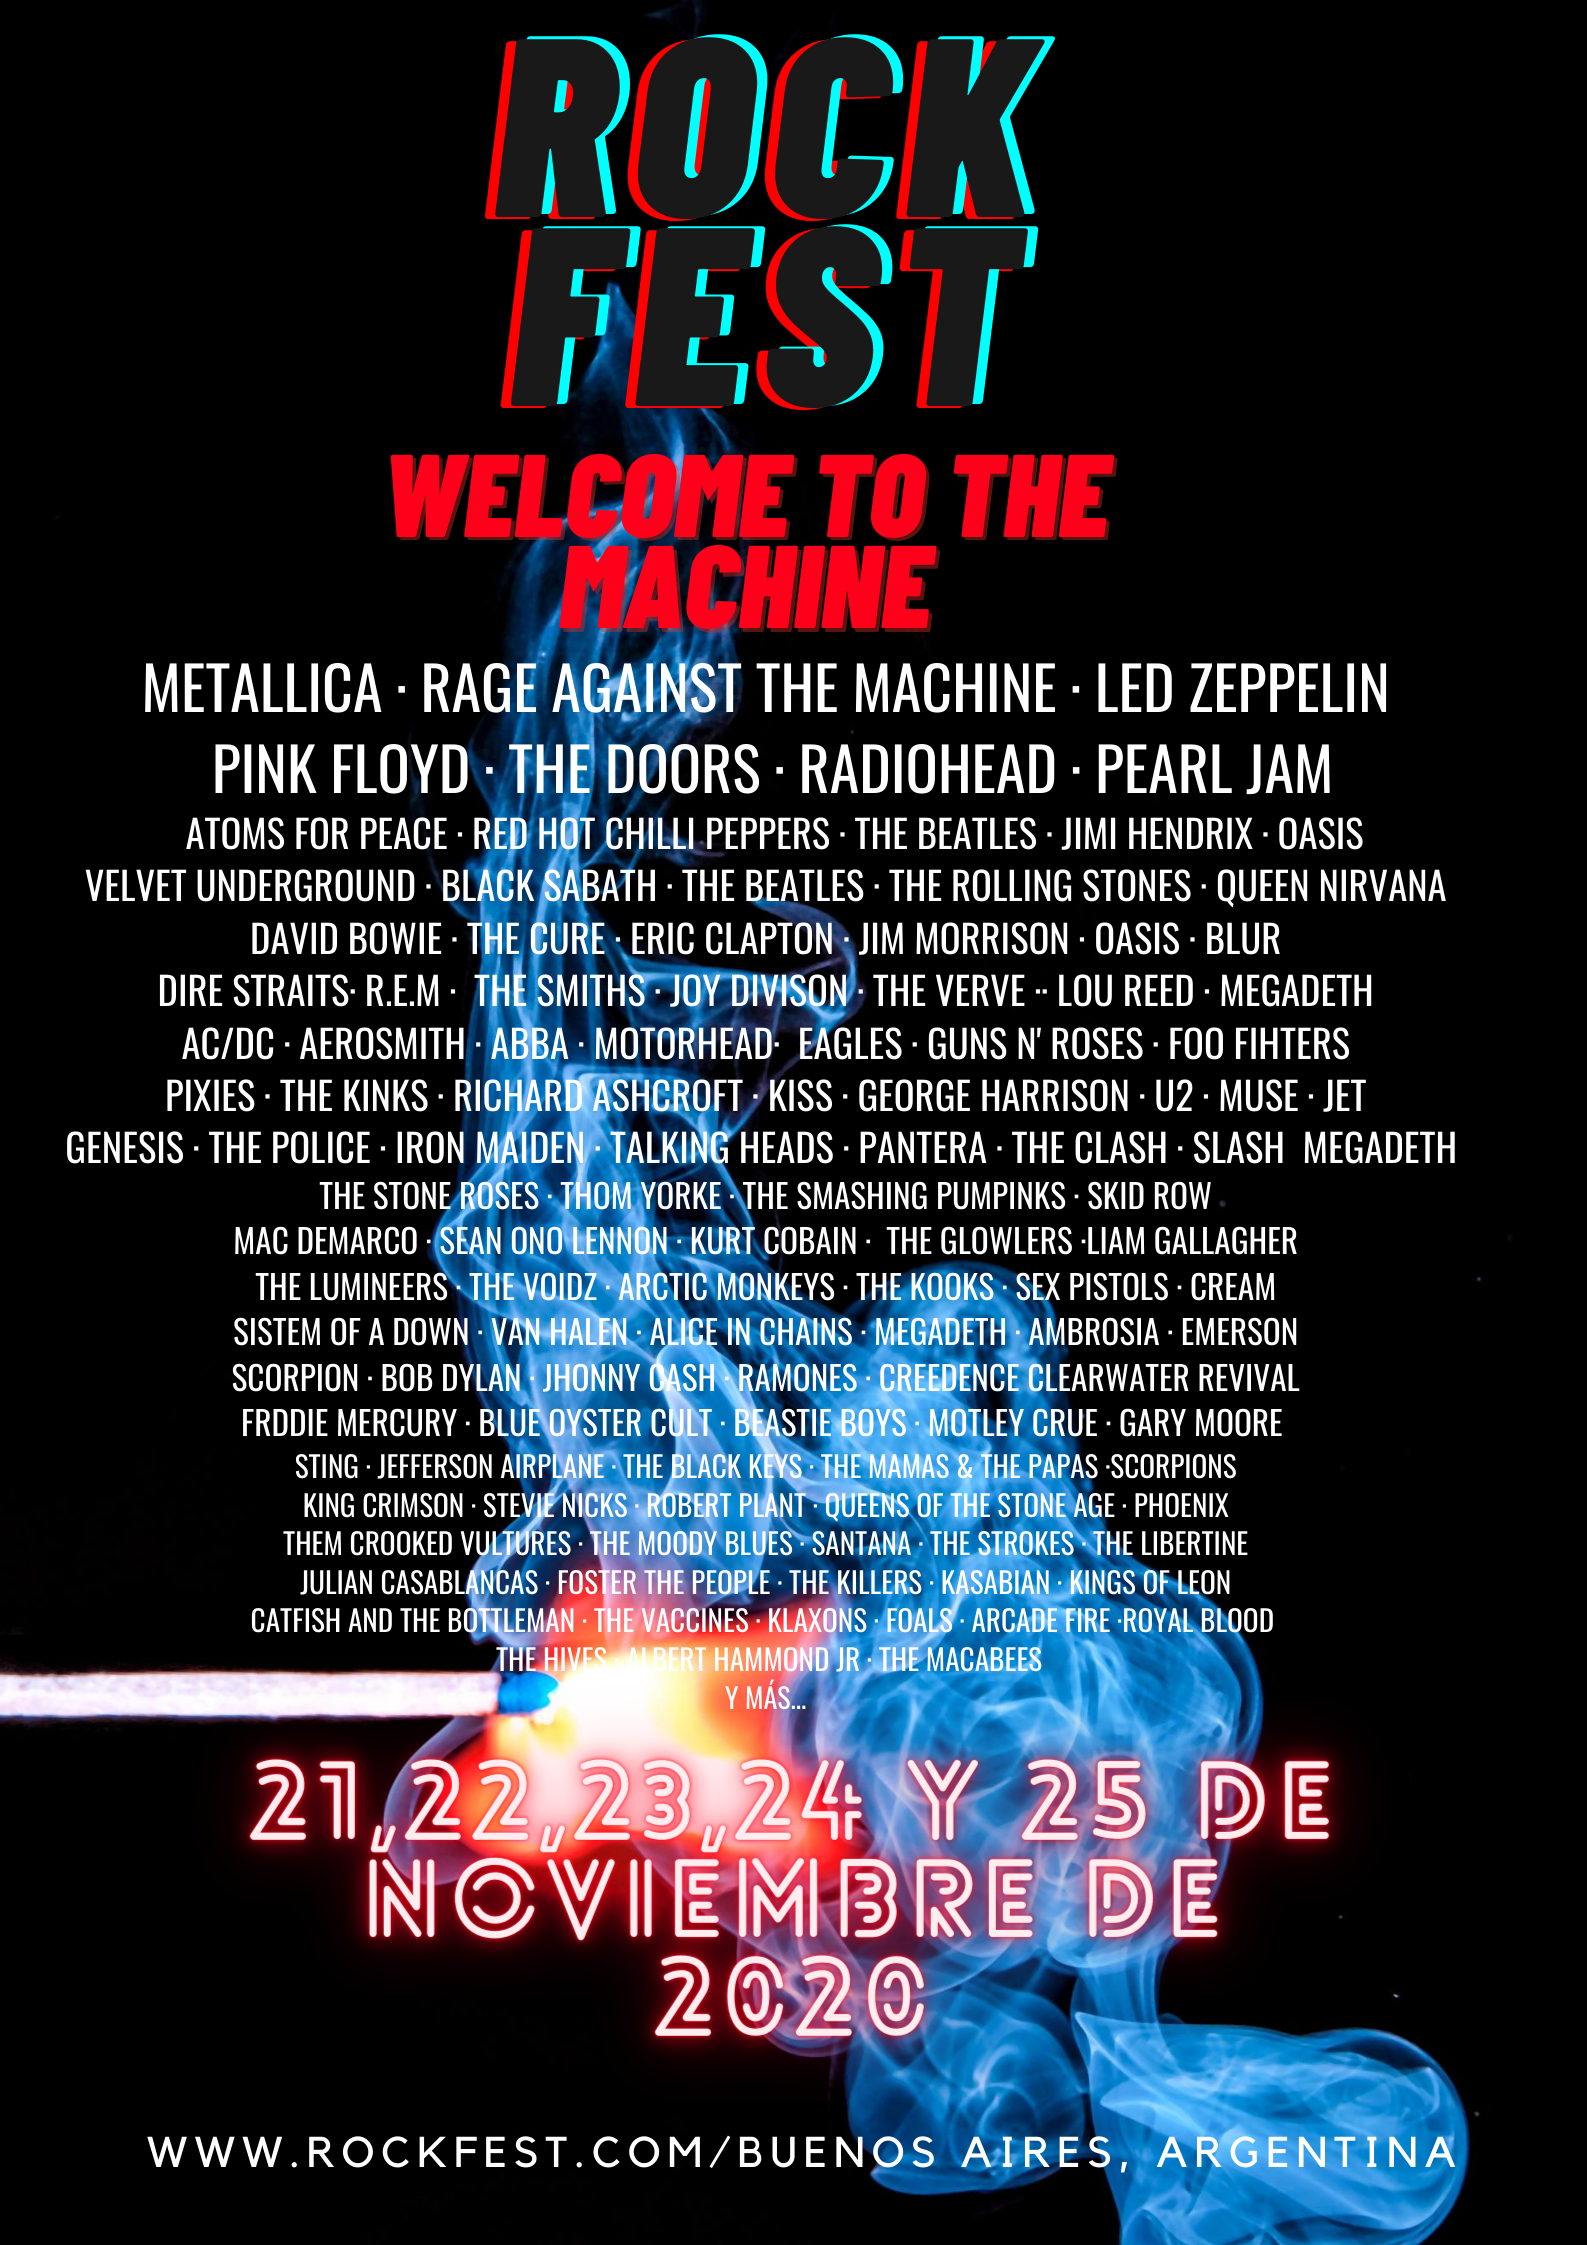 ROCK
FEST
WELCOME TO THE
MACHINE
METALLICA · RAGE AGAINST THE MACHINE · LED ZEPPELIN
PINK FLOYD · THE DOORS · RADIOHEAD · PEARL JAM
ATOMS FOR PEACE · RED HOT CHILLI PEPPERS · THE BEATLES · JIMI HENDRIX · OASIS
VELVET UNDERGROUND · BLACK SABATH · THE BEATLES · THE ROLLING STONES · QUEEN NIRVANA
DAVID BOWIE · THE CURE · ERIC CLAPTON · JIM MORRISON · OASIS · BLUR
DIRE STRAITS· R.E.M ·  THE SMITHS · JOY DIVISON · THE VERVE ·· LOU REED · MEGADETH
AC/DC · AEROSMITH · ABBA · MOTORHEAD·  EAGLES · GUNS N' ROSES · FOO FIHTERS
PIXIES · THE KINKS · RICHARD ASHCROFT · KISS · GEORGE HARRISON · U2 · MUSE · JET
GENESIS · THE POLICE · IRON MAIDEN · TALKING HEADS · PANTERA · THE CLASH · SLASH  MEGADETH
THE STONE ROSES · THOM YORKE · THE SMASHING PUMPINKS · SKID ROW
MAC DEMARCO · SEAN ONO LENNON · KURT COBAIN ·  THE GLOWLERS ·LIAM GALLAGHER
THE LUMINEERS · THE VOIDZ · ARCTIC MONKEYS · THE KOOKS · SEX PISTOLS · CREAM
SISTEM OF A DOWN · VAN HALEN · ALICE IN CHAINS · MEGADETH · AMBROSIA · EMERSON
SCORPION · BOB DYLAN · JHONNY CASH · RAMONES · CREEDENCE CLEARWATER REVIVAL
FRDDIE MERCURY · BLUE OYSTER CULT · BEASTIE BOYS · MOTLEY CRUE · GARY MOORE
STING · JEFFERSON AIRPLANE · THE BLACK KEYS · THE MAMAS & THE PAPAS ·SCORPIONS
KING CRIMSON · STEVIE NICKS · ROBERT PLANT · QUEENS OF THE STONE AGE · PHOENIX
THEM CROOKED VULTURES · THE MOODY BLUES · SANTANA · THE STROKES · THE LIBERTINE
JULIAN CASABLANCAS · FOSTER THE PEOPLE · THE KILLERS · KASABIAN · KINGS OF LEON
CATFISH AND THE BOTTLEMAN · THE VACCINES · KLAXONS · FOALS · ARCADE FIRE ·ROYAL BLOOD
THE HIVES · ALBERT HAMMOND JR · THE MACABEES
Y MÁS...
21,22,23,24 Y 25 DE
NOVIEMBRE DE
2020
WWW.ROCKFEST.COM/BUENOS AIRES, ARGENTINA